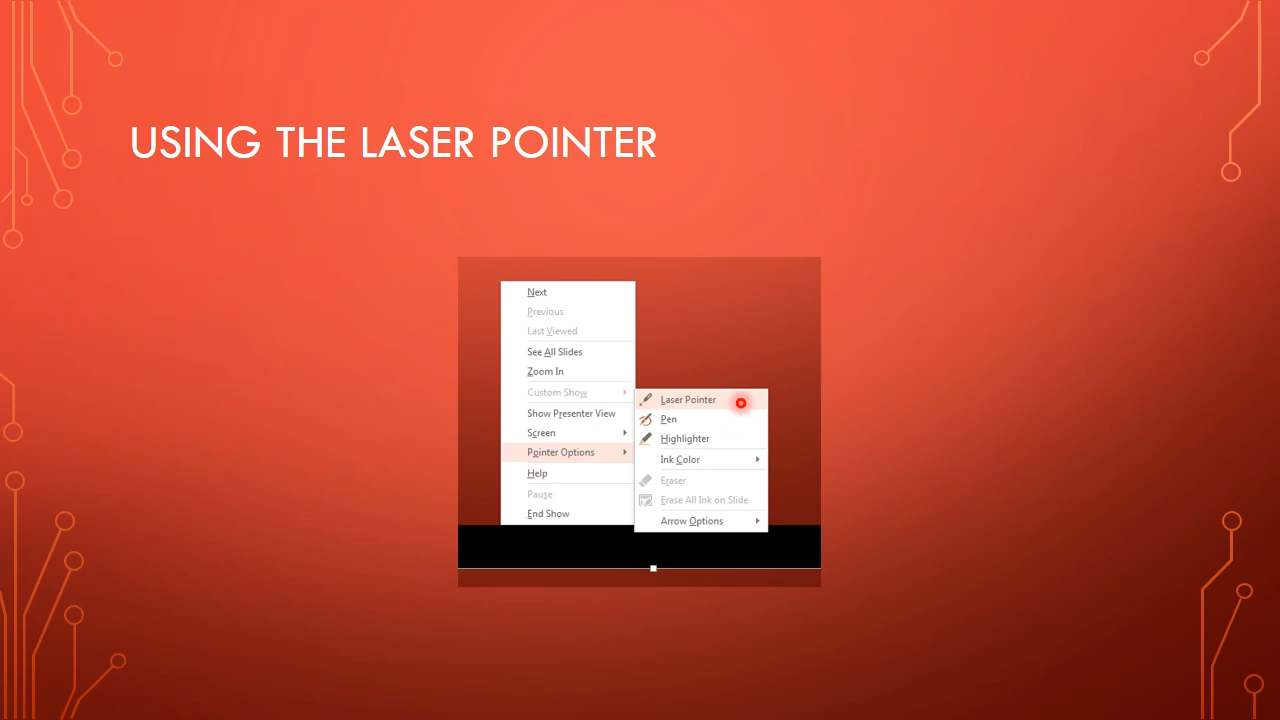 USING THE LASER POINTER
Next
Previous
Last Viewed
See All Slides
Zoom In
Custom Show
Show Presenter View
Screen
Pointer Options
Help
Pause
End Show
Laser Pointer
Pen
Highlighter
Ink Color
Eraser
Erase All Ink on Slide
Arrow Options